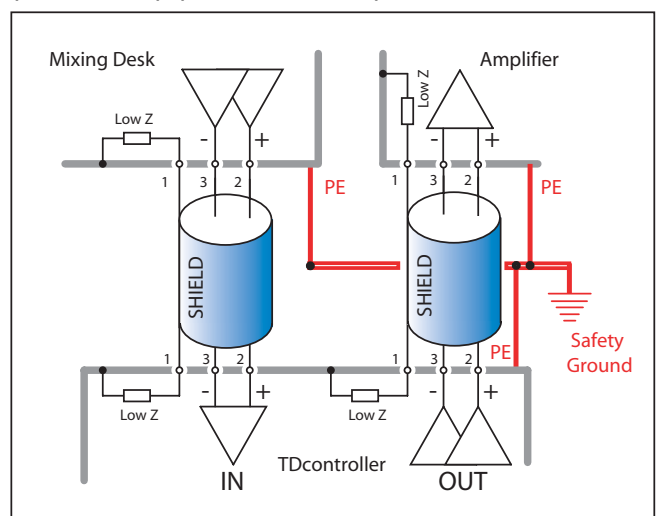 Mixing Desk
Amplifier
Low Z
Low Z
- +
- +
1 3 2
1 3 2
PE
PE
SHIELD
SHIELD
Safety
Ground
PE
1 3 2
1 3 2
- +
- +
Low Z
Low Z
TDcontroller
IN
OUT